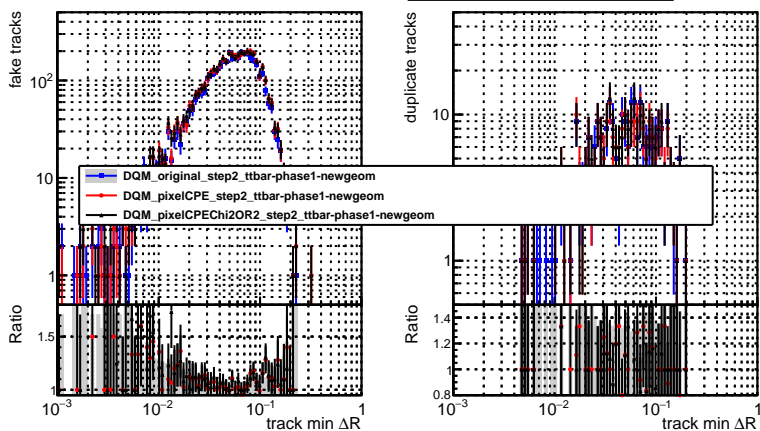 fake tracks
10²
10
1
Ratio
1.5
1
10⁻³
10⁻²
10⁻¹
1
track min ΔR
duplicate tracks
10
1
Ratio
1.4
1.2
1
0.8
10⁻³
10⁻²
10⁻¹
1
track min ΔR
DQM_original_step2_ttbar-phase1-newgeom
DQM_pixelCPE_step2_ttbar-phase1-newgeom
DQM_pixelCPEChi2OR2_step2_ttbar-phase1-newgeom